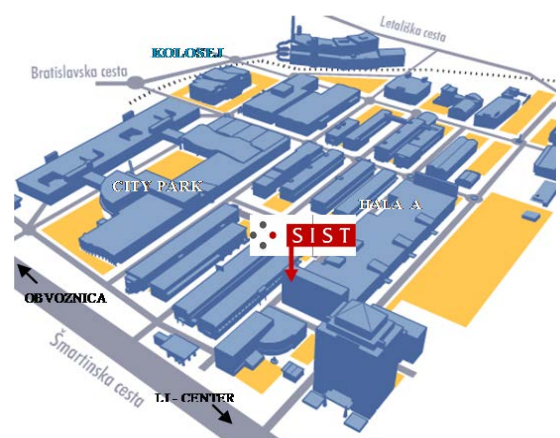 Letališka cesta
KOLOSEJ
Bratislavska cesta
CITY PARK
HALA A
SIST
OBVOZNICA
Šmartinska cesta
LJ - CENTER